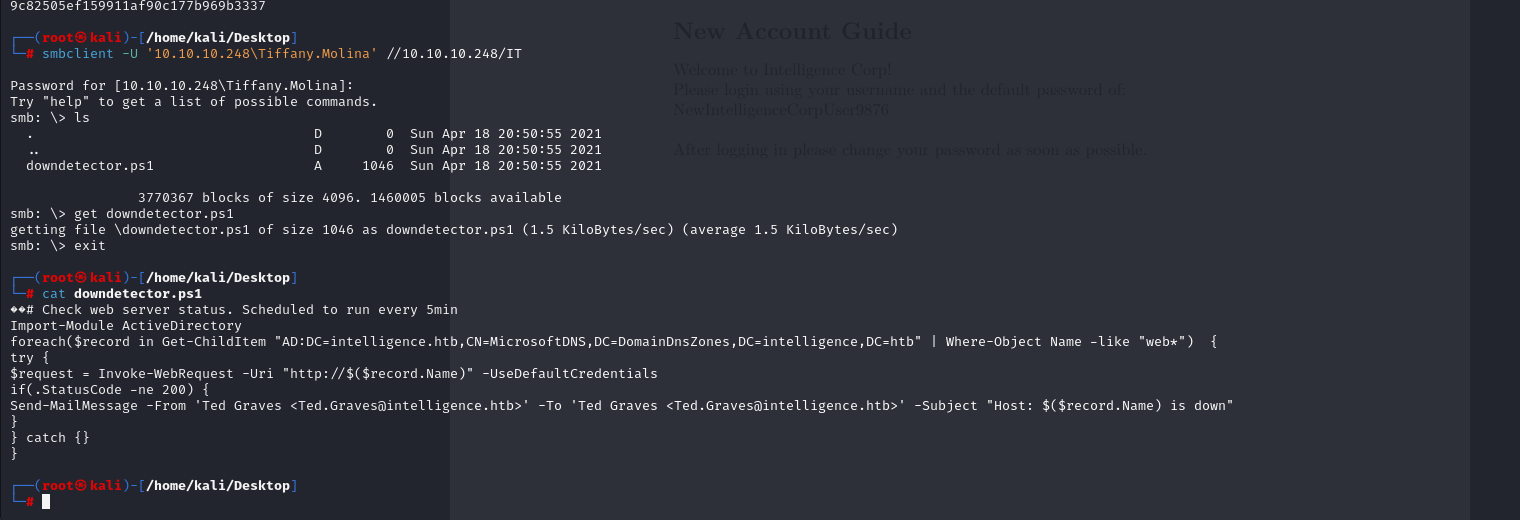 9c82505ef159911af90c177b969b3337
New Account Guide
┌──(root㉿kali)-[/home/kali/Desktop]
└─# smbclient -U '10.10.10.248\Tiffany.Molina' //10.10.10.248/IT
Welcome to Intelligence Corp!
Password for [10.10.10.248\Tiffany.Molina]:
Please login using your username and the default password of:
Try "help" to get a list of possible commands.
NewIntelligenceCorpUser9876
smb: \> ls
. D 0 Sun Apr 18 20:50:55 2021
.. D 0 Sun Apr 18 20:50:55 2021
After logging in please change your password as soon as possible.
downdetector.ps1 A 1046 Sun Apr 18 20:50:55 2021
3770367 blocks of size 4096. 1460005 blocks available
smb: \> get downdetector.ps1
getting file \downdetector.ps1 of size 1046 as downdetector.ps1 (1.5 KiloBytes/sec) (average 1.5 KiloBytes/sec)
smb: \> exit
┌──(root㉿kali)-[/home/kali/Desktop]
└─# cat downdetector.ps1
��# Check web server status. Scheduled to run every 5min
Import-Module ActiveDirectory
foreach($record in Get-ChildItem "AD:DC=intelligence.htb,CN=MicrosoftDNS,DC=DomainDnsZones,DC=intelligence,DC=htb" | Where-Object Name -like "web*")  {
try {
$request = Invoke-WebRequest -Uri "http://$($record.Name)" -UseDefaultCredentials
if(.StatusCode -ne 200) {
Send-MailMessage -From 'Ted Graves <Ted.Graves@intelligence.htb>' -To 'Ted Graves <Ted.Graves@intelligence.htb>' -Subject "Host: $($record.Name) is down"
}
} catch {}
}
┌──(root㉿kali)-[/home/kali/Desktop]
└─#